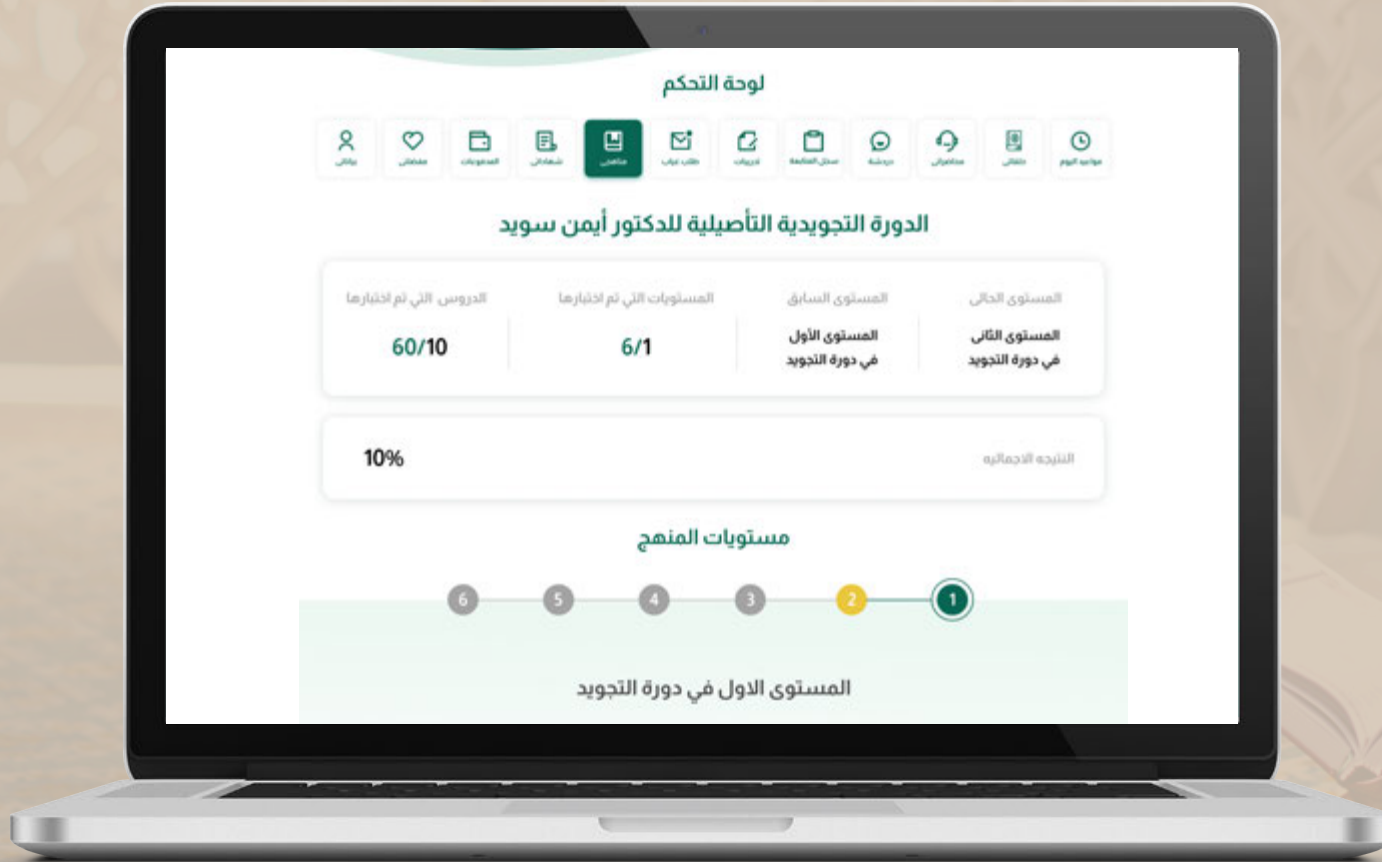 لوحة التحكم
مواعيد اليوم
حلقاتي
محاضراتي
دردشة
سجل المتابعة
تدريبات
طلب غياب
مناهجي
شهاداتي
المدفوعات
مفضلتي
بياناتي
الدورة التجويدية التأصيلية للدكتور أيمن سويد
المستوى الحالى
المستوى الثانى
في دورة التجويد
المستوى السابق
المستوى الأول
في دورة التجويد
المستويات التي تم اختبارها
6/1
الدروس التي تم اختبارها
60/10
النتيجه الاجماليه
10%
مستويات المنهج
1
2
3
4
5
6
المستوى الاول في دورة التجويد